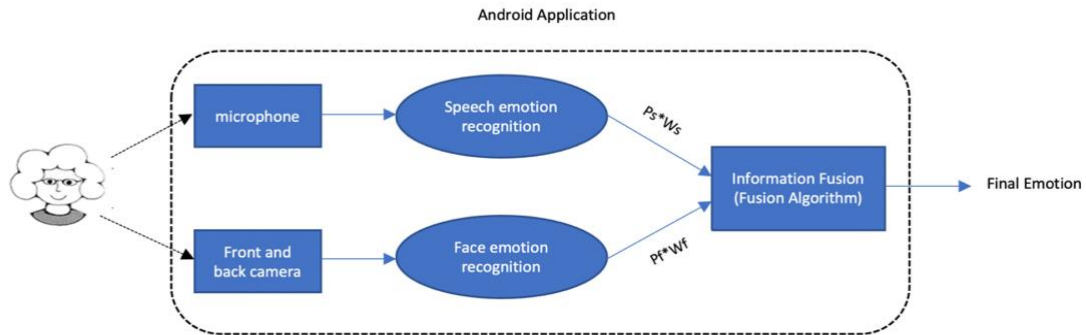 Android Application
microphone
Speech emotion
recognition
Ps*Ws
Information Fusion
(Fusion Algorithm)
Final Emotion
Front and
back camera
Face emotion
recognition
Pf*Wf